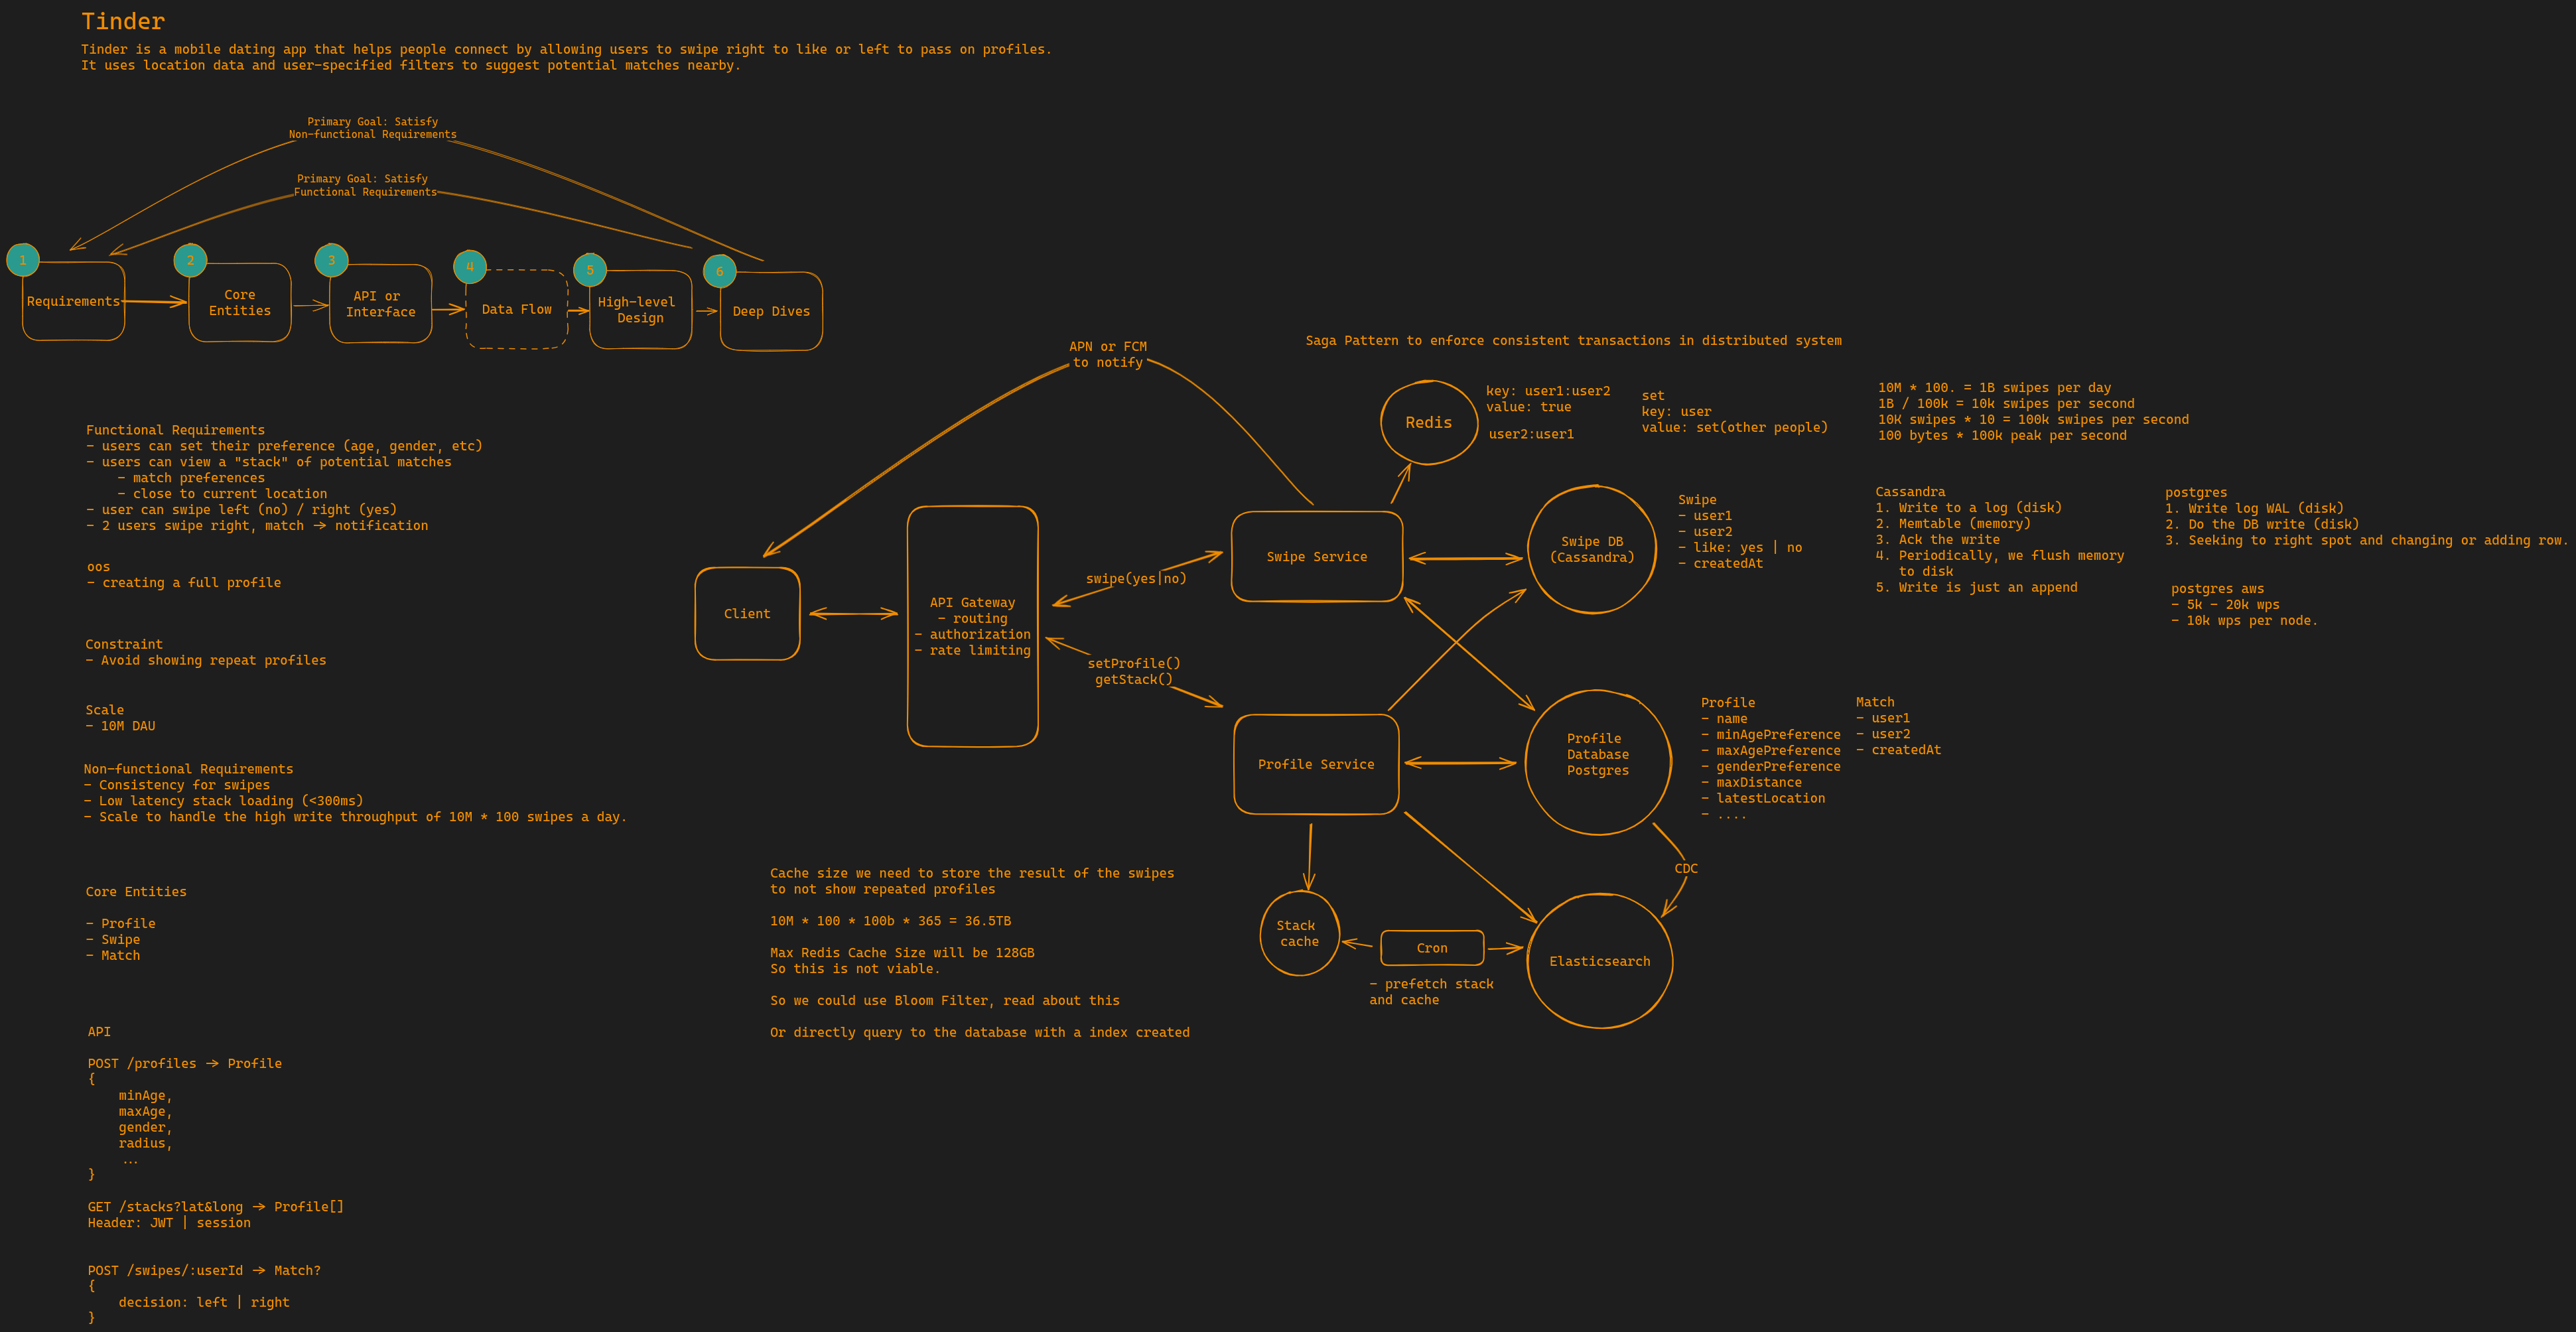 Tinder
Tinder is a mobile dating app that helps people connect by allowing users to swipe right to like or left to pass on profiles.
It uses location data and user-specified filters to suggest potential matches nearby.
Primary Goal: Satisfy
Non-functional Requirements
Primary Goal: Satisfy
Functional Requirements
1
Requirements
2
Core
Entities
3
API or
Interface
4
Data Flow
5
High-level
Design
6
Deep Dives
Functional Requirements
- users can set their preference (age, gender, etc)
- users can view a "stack" of potential matches
- match preferences
- close to current location
- user can swipe left (no) / right (yes)
- 2 users swipe right, match -> notification
oos
- creating a full profile
Constraint
- Avoid showing repeat profiles
Scale
- 10M DAU
Non-functional Requirements
- Consistency for swipes
- Low latency stack loading (<300ms)
- Scale to handle the high write throughput of 10M * 100 swipes a day.
Core Entities
- Profile
- Swipe
- Match
API
POST /profiles -> Profile
{
minAge,
maxAge,
gender,
radius,
...
}
GET /stacks?lat&long -> Profile[]
Header: JWT | session
POST /swipes/:userId -> Match?
{
decision: left | right
}
APN or FCM
to notify
Client
API Gateway
- routing
- authorization
- rate limiting
swipe(yes|no)
setProfile()
getStack()
Swipe Service
Profile Service
Saga Pattern to enforce consistent transactions in distributed system
Redis
key: user1:user2
value: true
user2:user1
set
key: user
value: set(other people)
10M * 100. = 1B swipes per day
1B / 100k = 10k swipes per second
10k swipes * 10 = 100k swipes per second
100 bytes * 100k peak per second
Swipe DB
(Cassandra)
Swipe
- user1
- user2
- like: yes | no
- createdAt
Cassandra
1. Write to a log (disk)
2. Memtable (memory)
3. Ack the write
4. Periodically, we flush memory
to disk
5. Write is just an append
postgres
1. Write log WAL (disk)
2. Do the DB write (disk)
3. Seeking to right spot and changing or adding row.
postgres aws
- 5k - 20k wps
- 10k wps per node.
Profile
Database
Postgres
Profile
- name
- minAgePreference
- maxAgePreference
- genderPreference
- maxDistance
- latestLocation
- ....
Match
- user1
- user2
- createdAt
CDC
Stack
cache
Cron
- prefetch stack
and cache
Elasticsearch
Cache size we need to store the result of the swipes
to not show repeated profiles
10M * 100 * 100b * 365 = 36.5TB
Max Redis Cache Size will be 128GB
So this is not viable.
So we could use Bloom Filter, read about this
Or directly query to the database with a index created